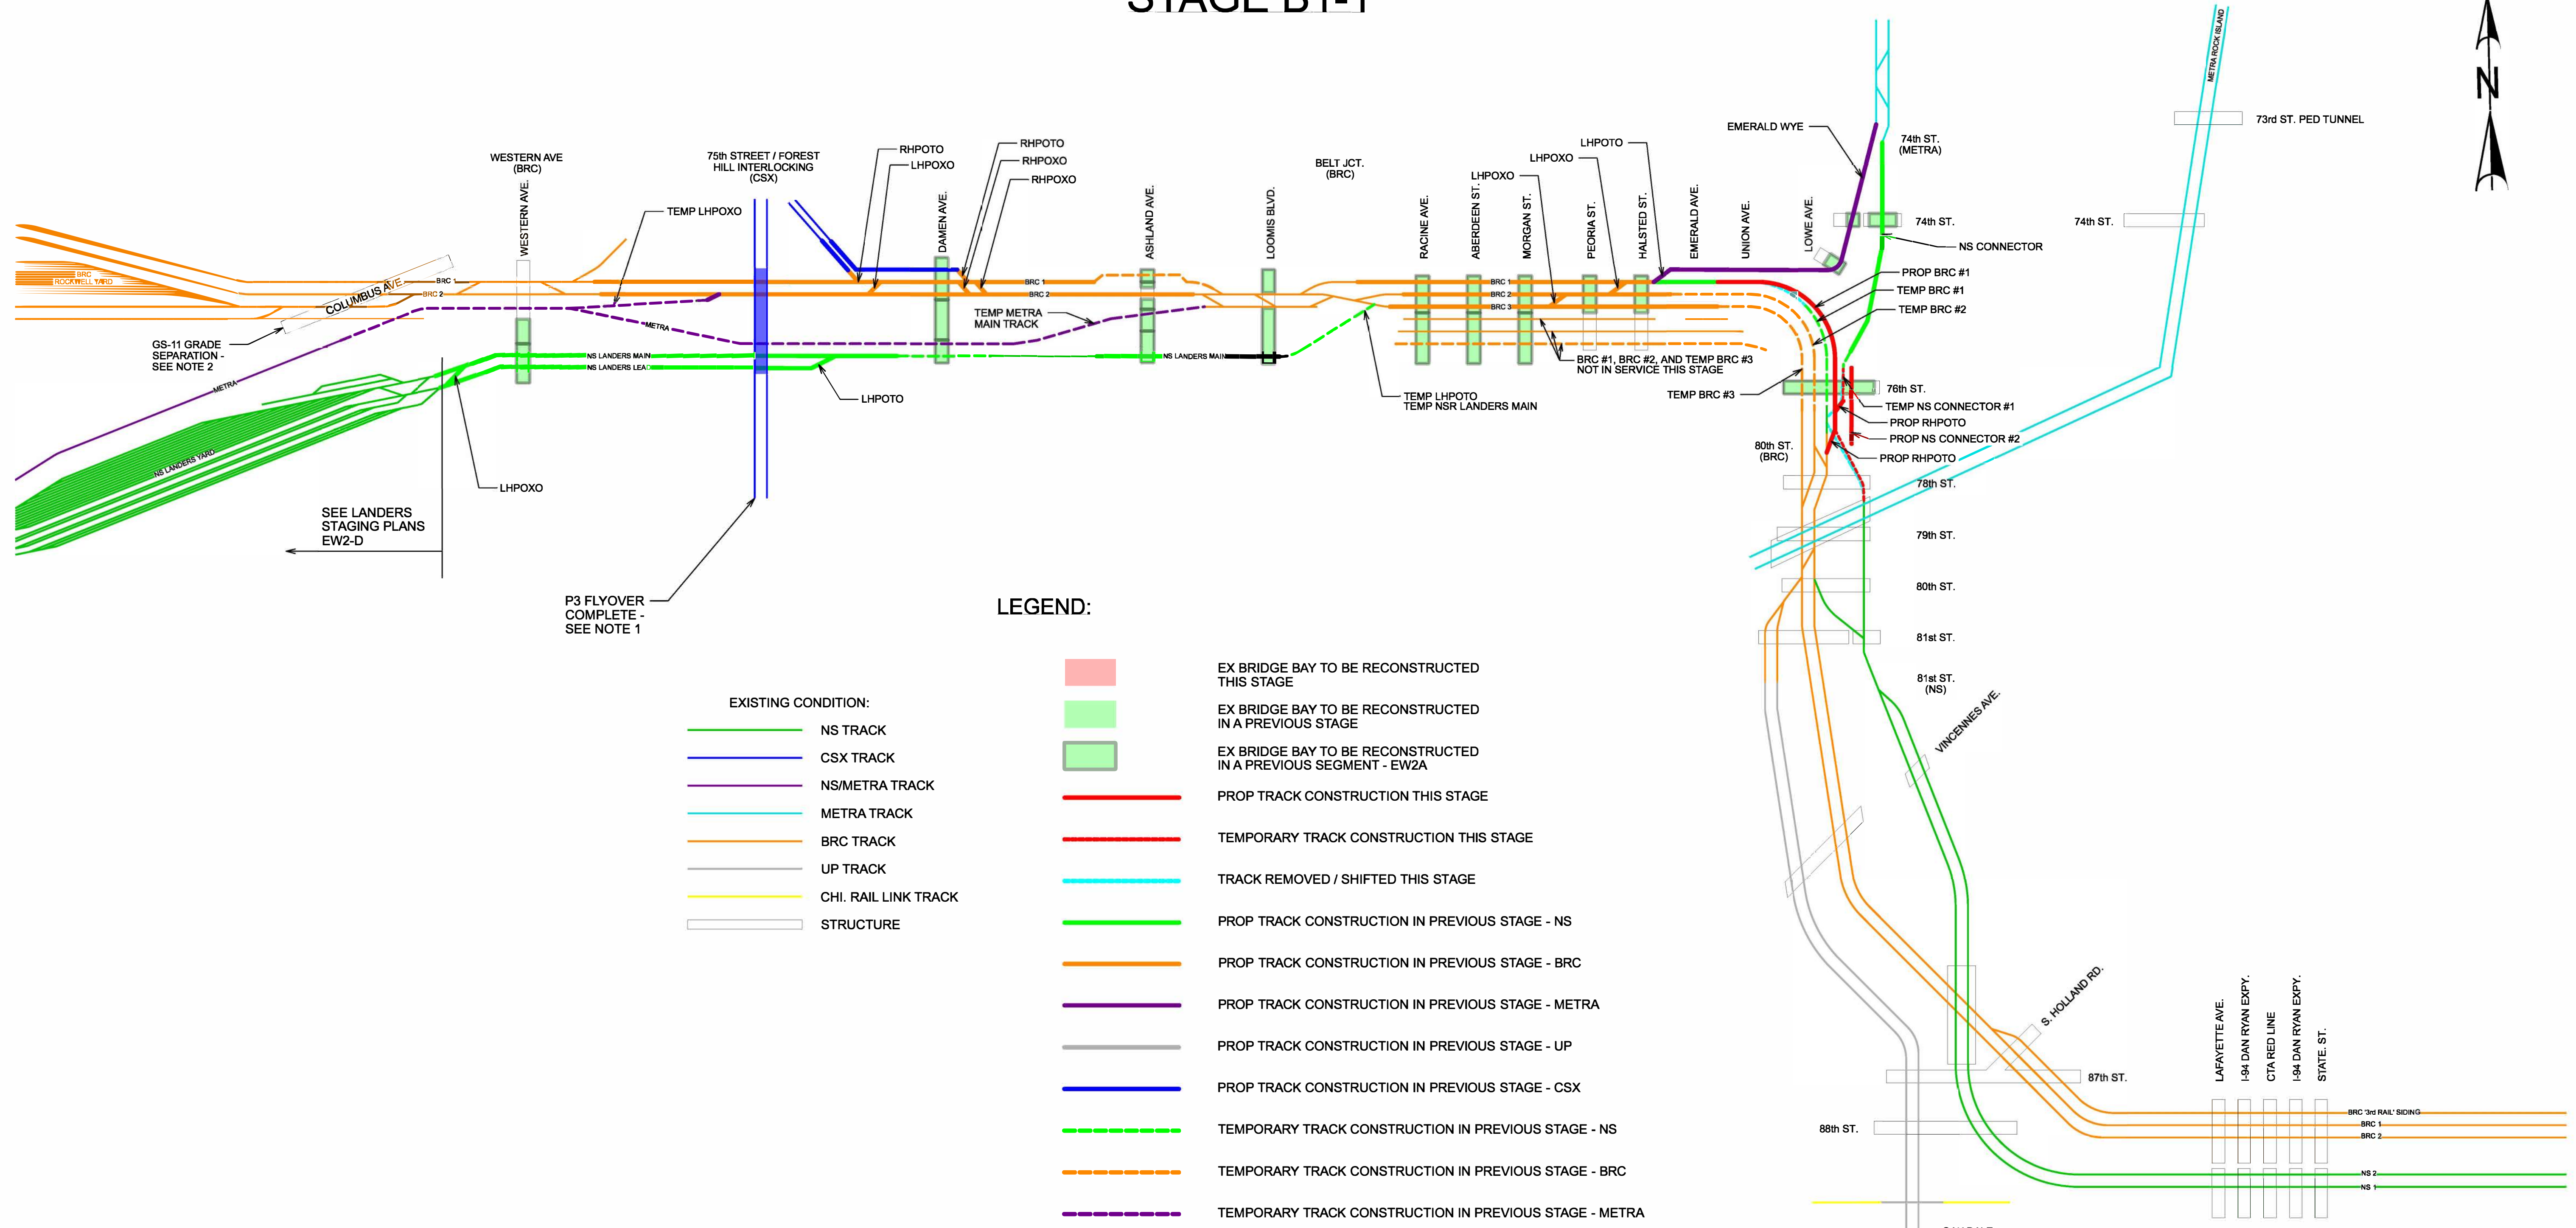 STAGE B1-1
N
METRA ROCK ISLAND
73rd ST. PED TUNNEL
EMERALD WYE
74th ST.
(METRA)
74th ST.
74th ST.
NS CONNECTOR
WESTERN AVE
(BRC)
WESTERN AVE.
75th STREET / FOREST
HILL INTERLOCKING
(CSX)
TEMP LHPOXO
RHPOTO
LHPOXO
DAMEN AVE.
RHPOTO
RHPOXO
RHPOXO
ASHLAND AVE.
LOOMIS BLVD.
BELT JCT.
(BRC)
RACINE AVE.
ABERDEEN ST.
LHPOXO
MORGAN ST.
LHPOXO
PEORIA ST.
LHPOTO
HALSTED ST.
EMERALD AVE.
UNION AVE.
LOWE AVE.
PROP BRC #1
TEMP BRC #1
TEMP BRC #2
BRC
ROCKWELL YARD
COLUMBUS AVE.
BRC 1
BRC 2
BRC 1
BRC 2
BRC 1
BRC 2
BRC 3
METRA
TEMP METRA
MAIN TRACK
GS-11 GRADE
SEPARATION -
SEE NOTE 2
METRA
NS LANDERS MAIN
NS LANDERS LEAD
NS LANDERS MAIN
LHPOTO
TEMP LHPOTO
TEMP NSR LANDERS MAIN
BRC #1, BRC #2, AND TEMP BRC #3
NOT IN SERVICE THIS STAGE
TEMP BRC #3
76th ST.
TEMP NS CONNECTOR #1
PROP RHPOTO
PROP NS CONNECTOR #2
PROP RHPOTO
80th ST.
(BRC)
NS LANDERS YARD
LHPOXO
SEE LANDERS
STAGING PLANS
EW2-D
P3 FLYOVER
COMPLETE -
SEE NOTE 1
78th ST.
79th ST.
80th ST.
81st ST.
81st ST.
(NS)
VINCENNES AVE.
S. HOLLAND RD.
87th ST.
88th ST.
LAFAYETTE AVE.
I-94 DAN RYAN EXPY.
CTA RED LINE
I-94 DAN RYAN EXPY.
STATE. ST.
BRC '3rd RAIL' SIDING
BRC 1
BRC 2
NS 2
NS 1
EXISTING CONDITION:
NS TRACK
CSX TRACK
NS/METRA TRACK
METRA TRACK
BRC TRACK
UP TRACK
CHI. RAIL LINK TRACK
STRUCTURE
LEGEND:
EX BRIDGE BAY TO BE RECONSTRUCTED
THIS STAGE
EX BRIDGE BAY TO BE RECONSTRUCTED
IN A PREVIOUS STAGE
EX BRIDGE BAY TO BE RECONSTRUCTED
IN A PREVIOUS SEGMENT - EW2A
PROP TRACK CONSTRUCTION THIS STAGE
TEMPORARY TRACK CONSTRUCTION THIS STAGE
TRACK REMOVED / SHIFTED THIS STAGE
PROP TRACK CONSTRUCTION IN PREVIOUS STAGE - NS
PROP TRACK CONSTRUCTION IN PREVIOUS STAGE - BRC
PROP TRACK CONSTRUCTION IN PREVIOUS STAGE - METRA
PROP TRACK CONSTRUCTION IN PREVIOUS STAGE - UP
PROP TRACK CONSTRUCTION IN PREVIOUS STAGE - CSX
TEMPORARY TRACK CONSTRUCTION IN PREVIOUS STAGE - NS
TEMPORARY TRACK CONSTRUCTION IN PREVIOUS STAGE - BRC
TEMPORARY TRACK CONSTRUCTION IN PREVIOUS STAGE - METRA